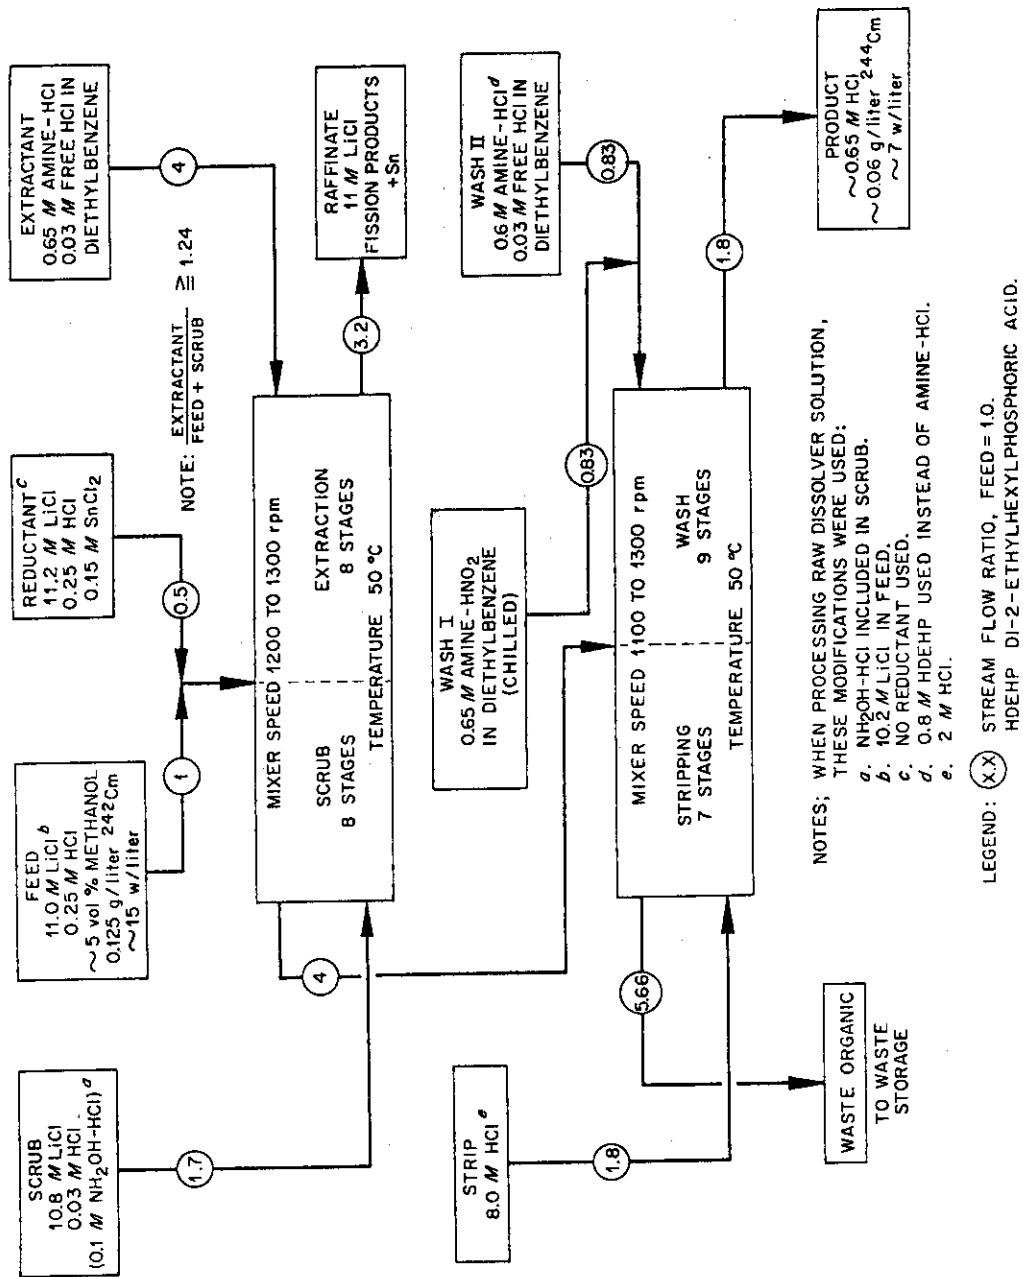 SCRUB
10.8 M LiCl
0.03 M HCl
(0.1 M NH2OH-HCl)a
1.7
FEED
11.0 M LiCl b
0.25 M HCl
~5 vol % METHANOL
0.125 g/liter 242Cm
~15 w/liter
1
REDUCTANT c
11.2 M LiCl
0.25 M HCl
0.15 M SnCl2
0.5
EXTRACTANT
0.65 M AMINE-HCl
0.03 M FREE HCl IN
DIETHYLBENZENE
4
NOTE: EXTRACTANT
FEED + SCRUB ≧ 1.24
MIXER SPEED 1200 TO 1300 rpm
SCRUB
8 STAGES
EXTRACTION
8 STAGES
TEMPERATURE 50 °C
3.2
RAFFINATE
11 M LiCl
FISSION PRODUCTS
+Sn
4
STRIP
8.0 M HCl e
1.8
WASH I
0.65 M AMINE-HNO2
IN DIETHYLBENZENE
(CHILLED)
0.83
WASH II
0.6 M AMINE-HCl d
0.03 M FREE HCl IN
DIETHYLBENZENE
0.83
MIXER SPEED 1100 TO 1300 rpm
STRIPPING
7 STAGES
WASH
9 STAGES
TEMPERATURE 50 °C
5.66
WASTE ORGANIC
TO WASTE
STORAGE
1.8
PRODUCT
~0.65 M HCl
~0.06 g/liter 244Cm
~7 w/liter
NOTES; WHEN PROCESSING RAW DISSOLVER SOLUTION,
THESE MODIFICATIONS WERE USED:
a. NH2OH-HCl INCLUDED IN SCRUB.
b. 10.2 M LiCl IN FEED.
c. NO REDUCTANT USED.
d. 0.8 M HDEHP USED INSTEAD OF AMINE-HCl.
e. 2 M HCl.
LEGEND: X.X STREAM FLOW RATIO, FEED = 1.0.
HDEHP DI-2-ETHYLHEXYLPHOSPHORIC ACID.